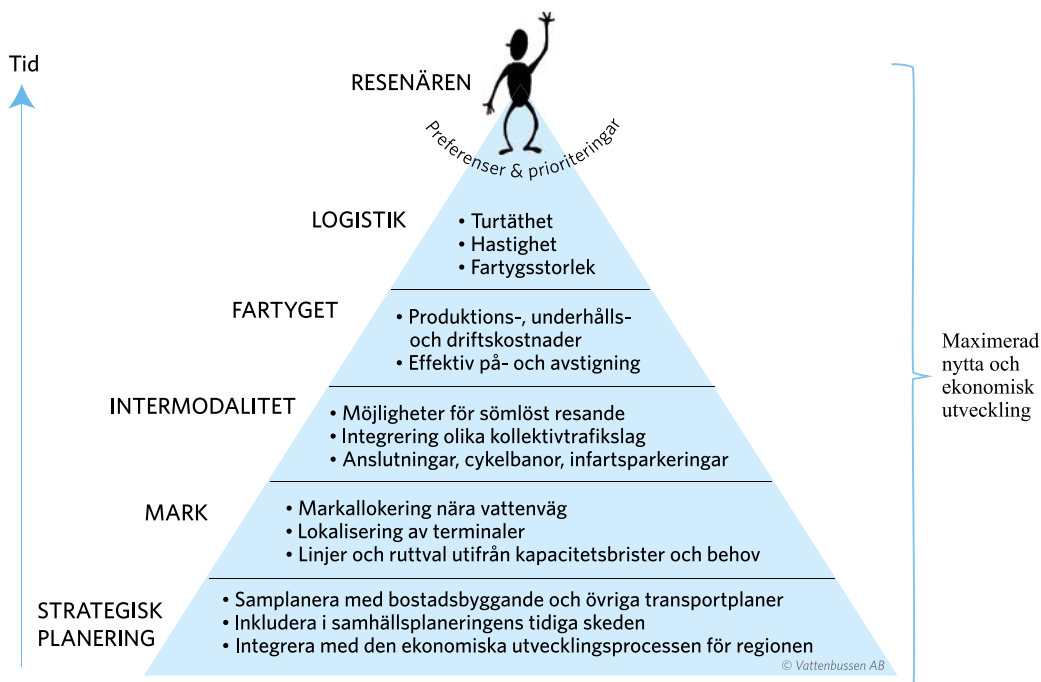 Tid
RESENÄREN
Preferenser & prioriteringar
LOGISTIK
• Turtäthet
• Hastighet
• Fartygsstorlek
FARTYGET
• Produktions-, underhålls-
och driftskostnader
• Effektiv på- och avstigning
INTERMODALITET
• Möjligheter för sömlöst resande
• Integrering olika kollektivtrafikslag
• Anslutningar, cykelbanor, infartsparkeringar
MARK
• Markallokering nära vattenväg
• Lokalisering av terminaler
• Linjer och ruttval utifrån kapacitetsbrister och behov
STRATEGISK
PLANERING
• Samplanera med bostadsbyggande och övriga transportplaner
• Inkludera i samhällsplaneringens tidiga skeden
• Integrera med den ekonomiska utvecklingsprocessen för regionen
© Vattenbussen AB
Maximerad
nytta och
ekonomisk
utveckling